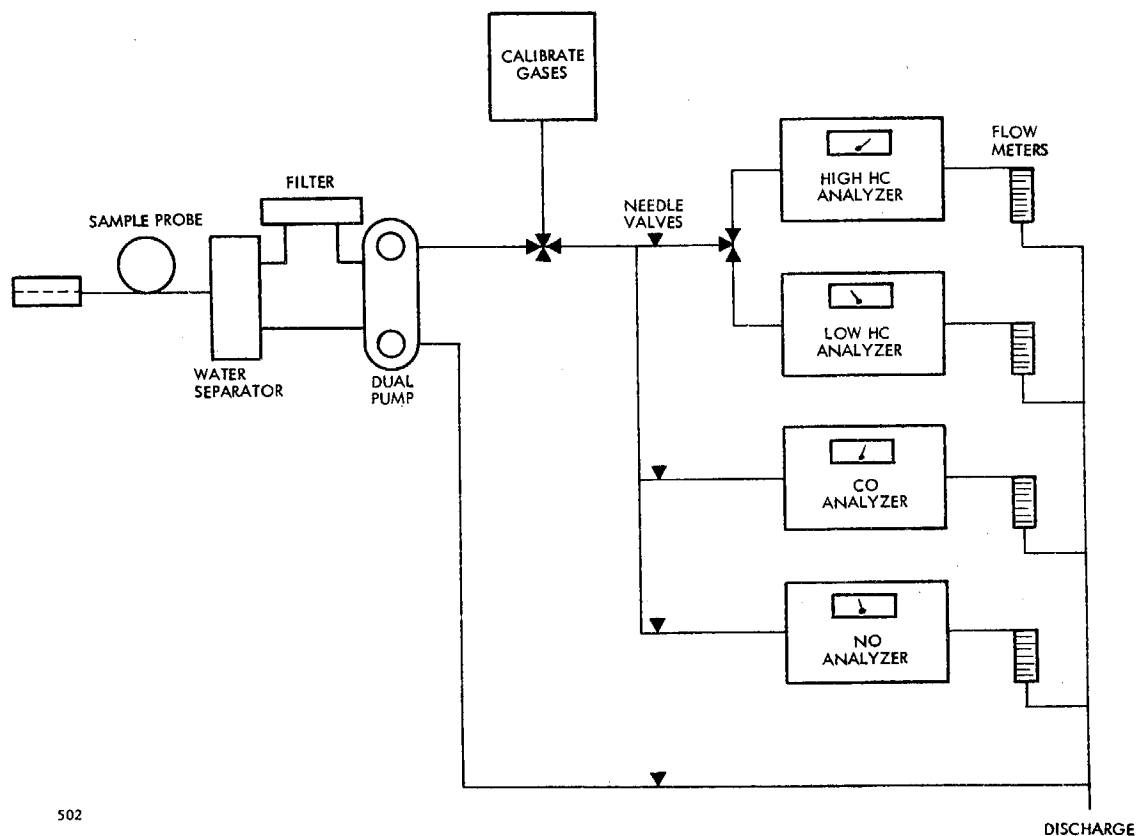 CALIBRATE
GASES
FLOW
METERS
HIGH HC
ANALYZER
FILTER
NEEDLE
VALVES
SAMPLE PROBE
LOW HC
ANALYZER
WATER
SEPARATOR
DUAL
PUMP
CO
ANALYZER
NO
ANALYZER
502
DISCHARGE